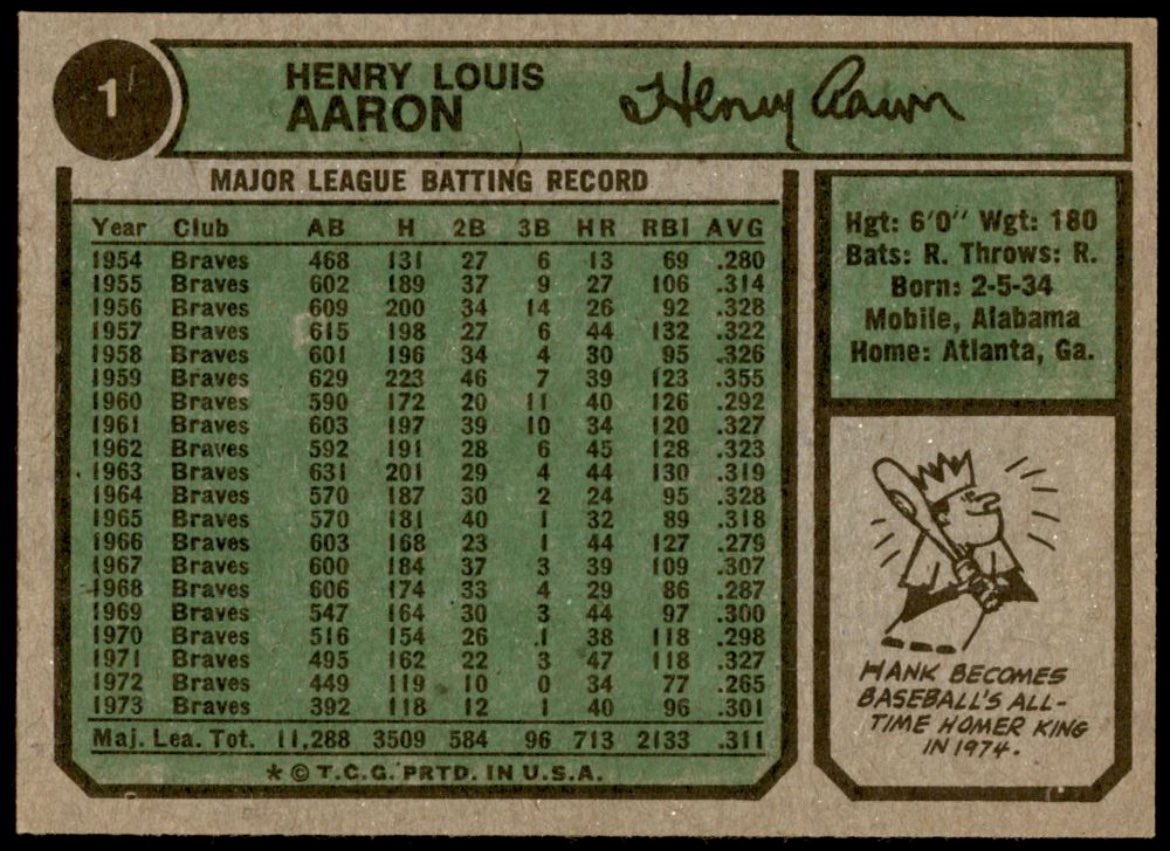 1
HENRY LOUIS
AARON
Henry Aaron
MAJOR LEAGUE BATTING RECORD
Year Club AB H 2B 3B HR RBI AVG
1954 Braves 468 131 27 6 13 69 .280
1955 Braves 602 189 37 9 27 106 .314
1956 Braves 609 200 34 14 26 92 .328
1957 Braves 615 198 27 6 44 132 .322
1958 Braves 601 196 34 4 30 95 .326
1959 Braves 629 223 46 7 39 123 .355
1960 Braves 590 172 20 11 40 126 .292
1961 Braves 603 197 39 10 34 120 .327
1962 Braves 592 191 28 6 45 128 .323
1963 Braves 631 201 29 4 44 130 .319
1964 Braves 570 187 30 2 24 95 .328
1965 Braves 570 181 40 1 32 89 .318
1966 Braves 603 168 23 1 44 127 .279
1967 Braves 600 184 37 3 39 109 .307
1968 Braves 606 174 33 4 29 86 .287
1969 Braves 547 164 30 3 44 97 .300
1970 Braves 516 154 26 1 38 118 .298
1971 Braves 495 162 22 3 47 118 .327
1972 Braves 449 119 10 0 34 77 .265
1973 Braves 392 118 12 1 40 96 .301
Maj. Lea. Tot. 11,288 3509 584 96 713 2133 .311
* © T.C.G. PRTD. IN U.S.A.
Hgt: 6'0" Wgt: 180
Bats: R. Throws: R.
Born: 2-5-34
Mobile, Alabama
Home: Atlanta, Ga.
HANK BECOMES
BASEBALL'S ALL-
TIME HOMER KING
IN 1974.